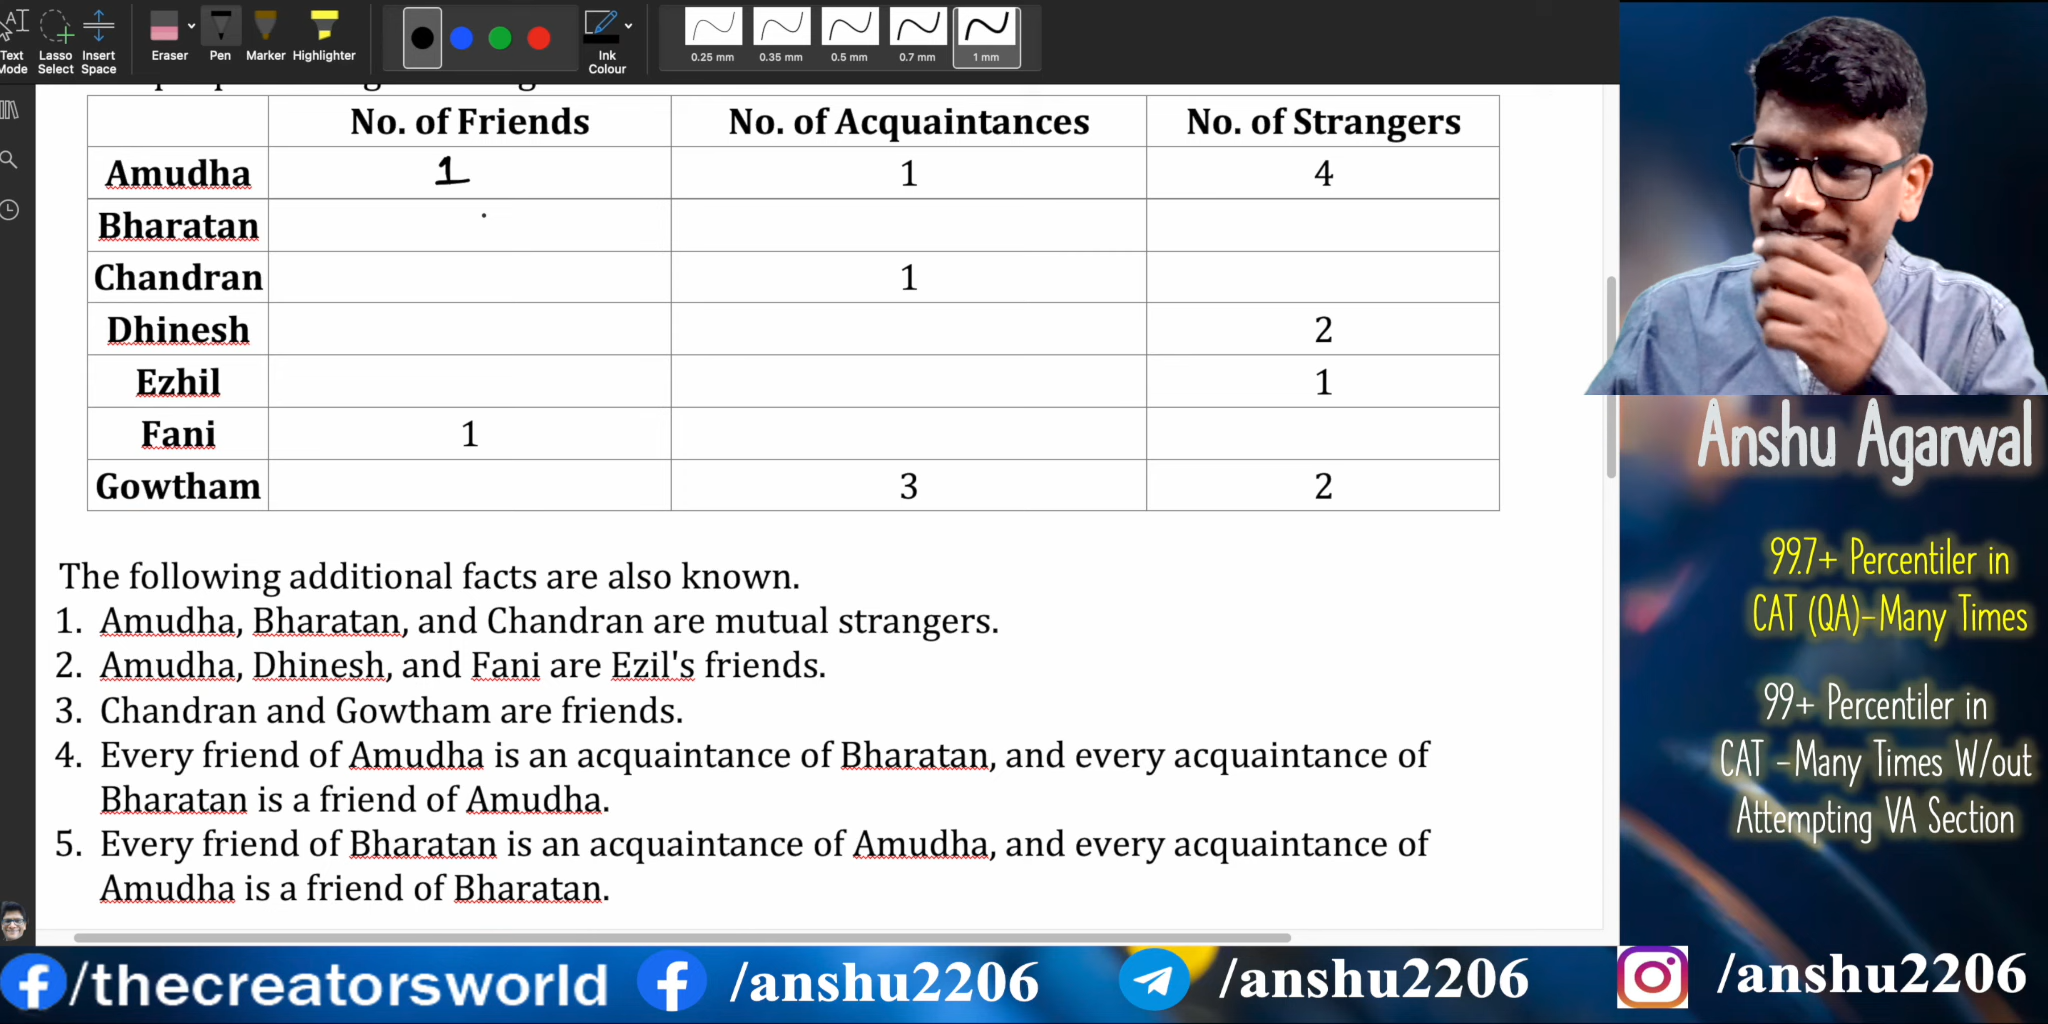 Text Mode
Lasso Select
Insert Space
Eraser
Pen
Marker
Highlighter
Ink Colour
0.25 mm
0.35 mm
0.5 mm
0.7 mm
1 mm
No. of Friends No. of Acquaintances No. of Strangers
Amudha 1 1 4
Bharatan
Chandran 1
Dhinesh 2
Ezhil 1
Fani 1
Gowtham 3 2
The following additional facts are also known.
1. Amudha, Bharatan, and Chandran are mutual strangers.
2. Amudha, Dhinesh, and Fani are Ezil's friends.
3. Chandran and Gowtham are friends.
4. Every friend of Amudha is an acquaintance of Bharatan, and every acquaintance of
Bharatan is a friend of Amudha.
5. Every friend of Bharatan is an acquaintance of Amudha, and every acquaintance of
Amudha is a friend of Bharatan.
Anshu Agarwal
99.7+ Percentiler in
CAT (QA)-Many Times
99+ Percentiler in
CAT -Many Times W/out
Attempting VA Section
/thecreatorsworld /anshu2206 /anshu2206 /anshu2206